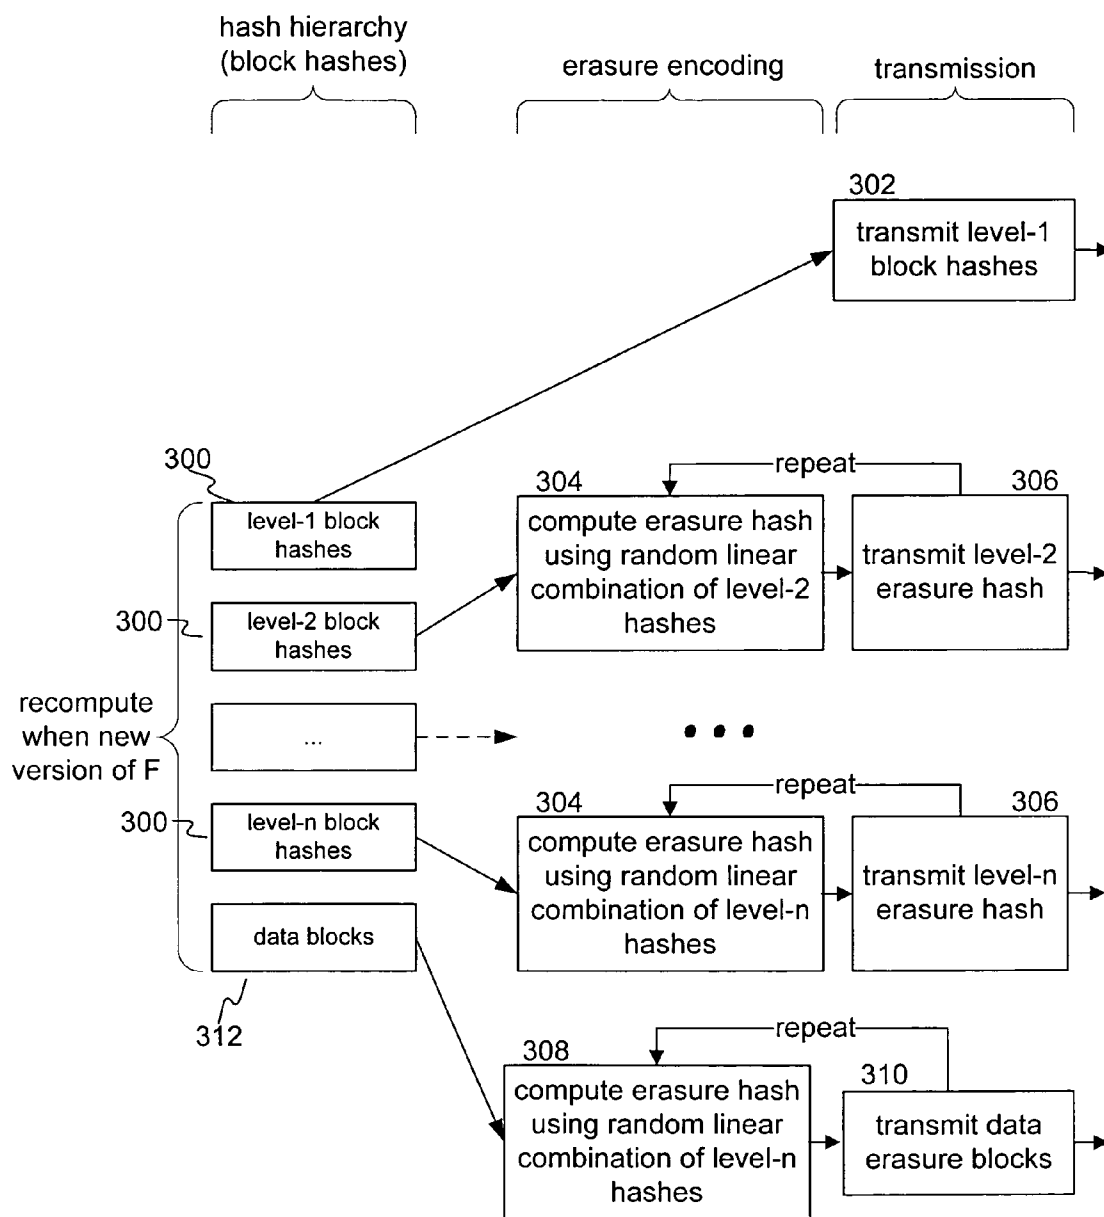 hash hierarchy
(block hashes)
erasure encoding
transmission
302
transmit level-1
block hashes
300
level-1 block
hashes
304
repeat
306
compute erasure hash
using random linear
combination of level-2
hashes
transmit level-2
erasure hash
300
level-2 block
hashes
recompute
when new
version of F
...
• • •
300
level-n block
hashes
304
repeat
306
compute erasure hash
using random linear
combination of level-n
hashes
transmit level-n
erasure hash
data blocks
312
308
repeat
310
compute erasure hash
using random linear
combination of level-n
hashes
transmit data
erasure blocks